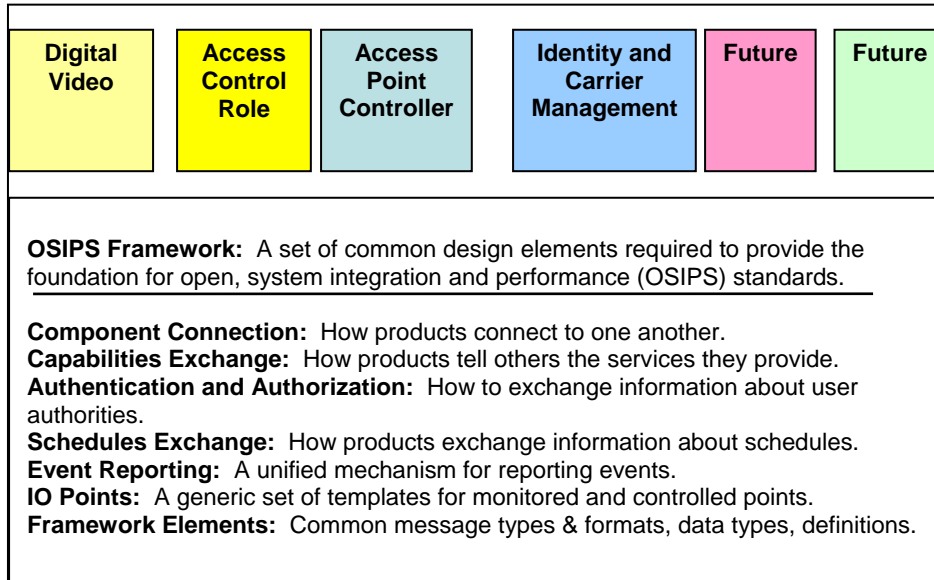 Digital
Video
Access
Control
Role
Access
Point
Controller
Identity and
Carrier
Management
Future
Future
OSIPS Framework: A set of common design elements required to provide the
foundation for open, system integration and performance (OSIPS) standards.
Component Connection: How products connect to one another.
Capabilities Exchange: How products tell others the services they provide.
Authentication and Authorization: How to exchange information about user
authorities.
Schedules Exchange: How products exchange information about schedules.
Event Reporting: A unified mechanism for reporting events.
IO Points: A generic set of templates for monitored and controlled points.
Framework Elements: Common message types & formats, data types, definitions.